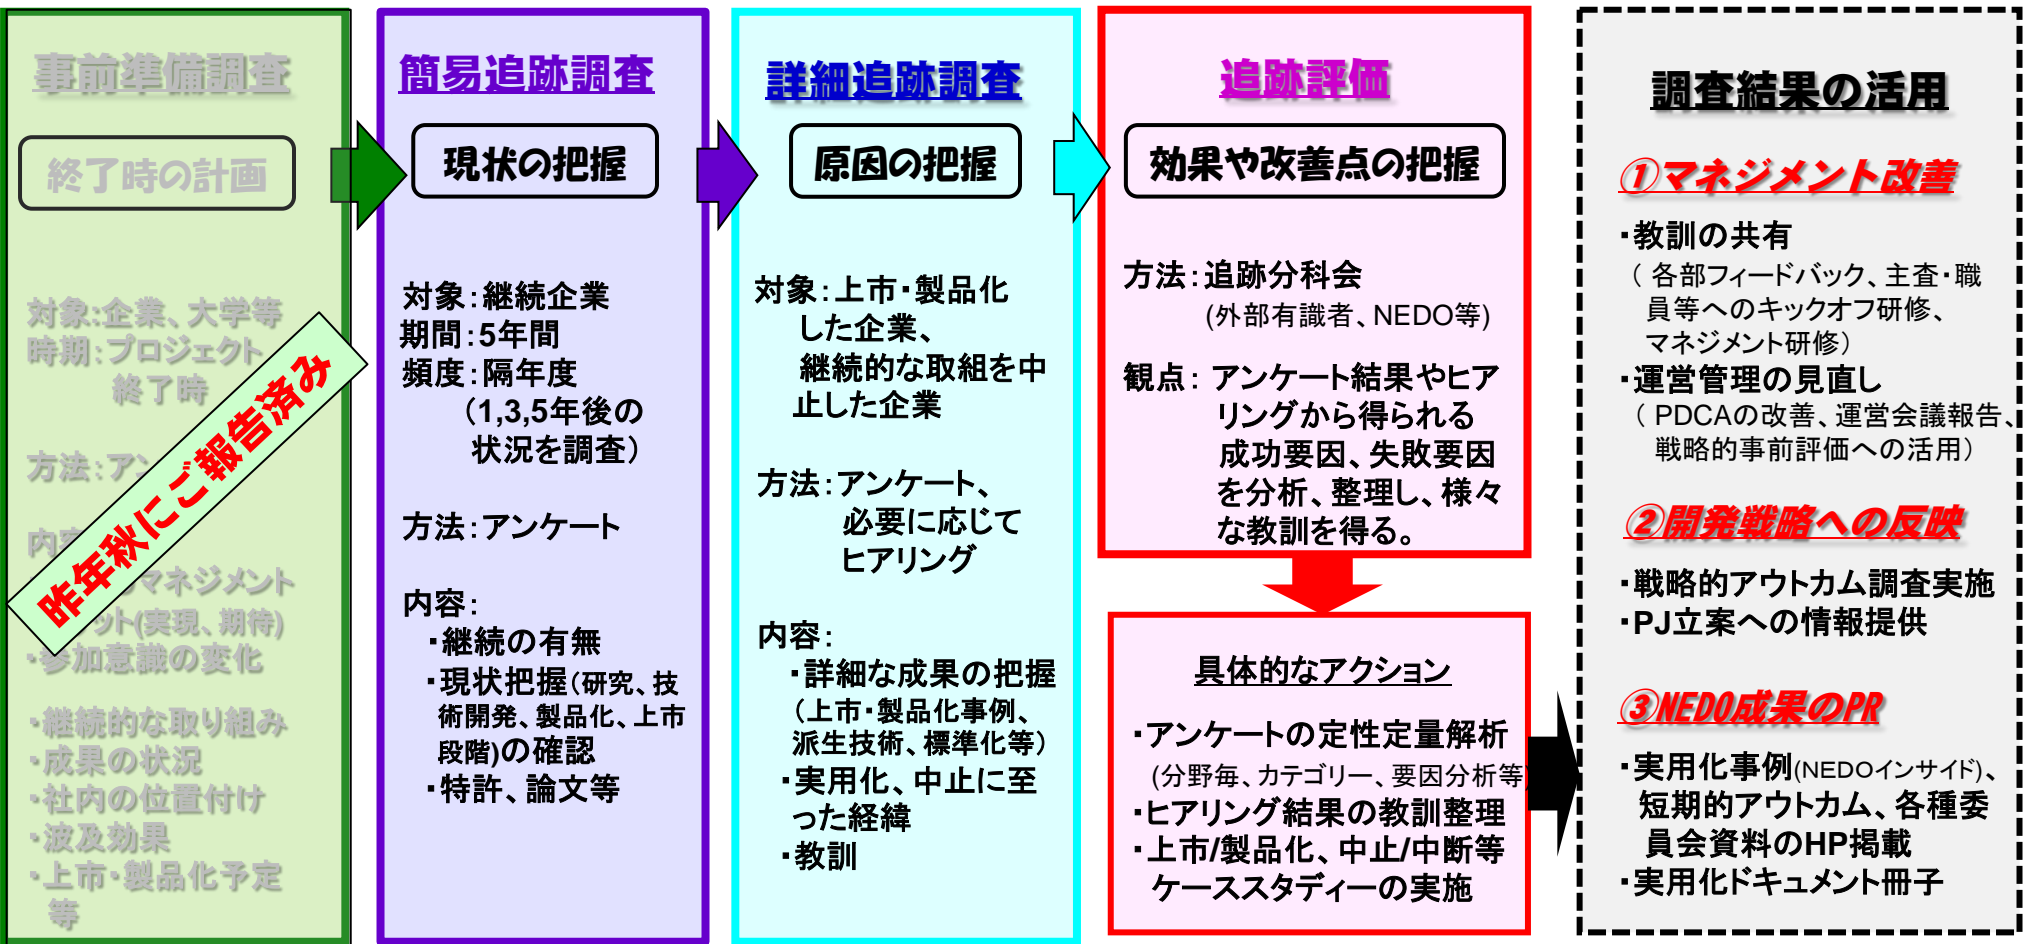 事前準備調査
終了時の計画
対象:企業、大学等
時期:プロジェクト
終了時
方法:ア
内
マネジメント
ット(実現、期待)
・参加意識の変化
・継続的な取り組み
・成果の状況
・社内の位置付け
・波及効果
・上市・製品化予定
等
昨年秋にご報告済み
簡易追跡調査
現状の把握
対象:継続企業
期間:5年間
頻度:隔年度
(1,3,5年後の
状況を調査)
方法:アンケート
内容:
・継続の有無
・現状把握(研究、技
術開発、製品化、上市
段階)の確認
・特許、論文等
詳細追跡調査
原因の把握
対象:上市・製品化
した企業、
継続的な取組を中
止した企業
方法:アンケート、
必要に応じて
ヒアリング
内容:
・詳細な成果の把握
(上市・製品化事例、
派生技術、標準化等)
・実用化、中止に至
った経緯
・教訓
追跡評価
効果や改善点の把握
方法:追跡分科会
(外部有識者、NEDO等)
観点: アンケート結果やヒア
リングから得られる
成功要因、失敗要因
を分析、整理し、様々
な教訓を得る。
具体的なアクション
・アンケートの定性定量解析
(分野毎、カテゴリー、要因分析等)
・ヒアリング結果の教訓整理
・上市/製品化、中止/中断等
ケーススタディーの実施
調査結果の活用
①マネジメント改善
・教訓の共有
( 各部フィードバック、主査・職
員等へのキックオフ研修、
マネジメント研修)
・運営管理の見直し
( PDCAの改善、運営会議報告、
戦略的事前評価への活用)
②開発戦略への反映
・戦略的アウトカム調査実施
・PJ立案への情報提供
③NEDO成果のPR
・実用化事例(NEDOインサイド)、
短期的アウトカム、各種委
員会資料のHP掲載
・実用化ドキュメント冊子